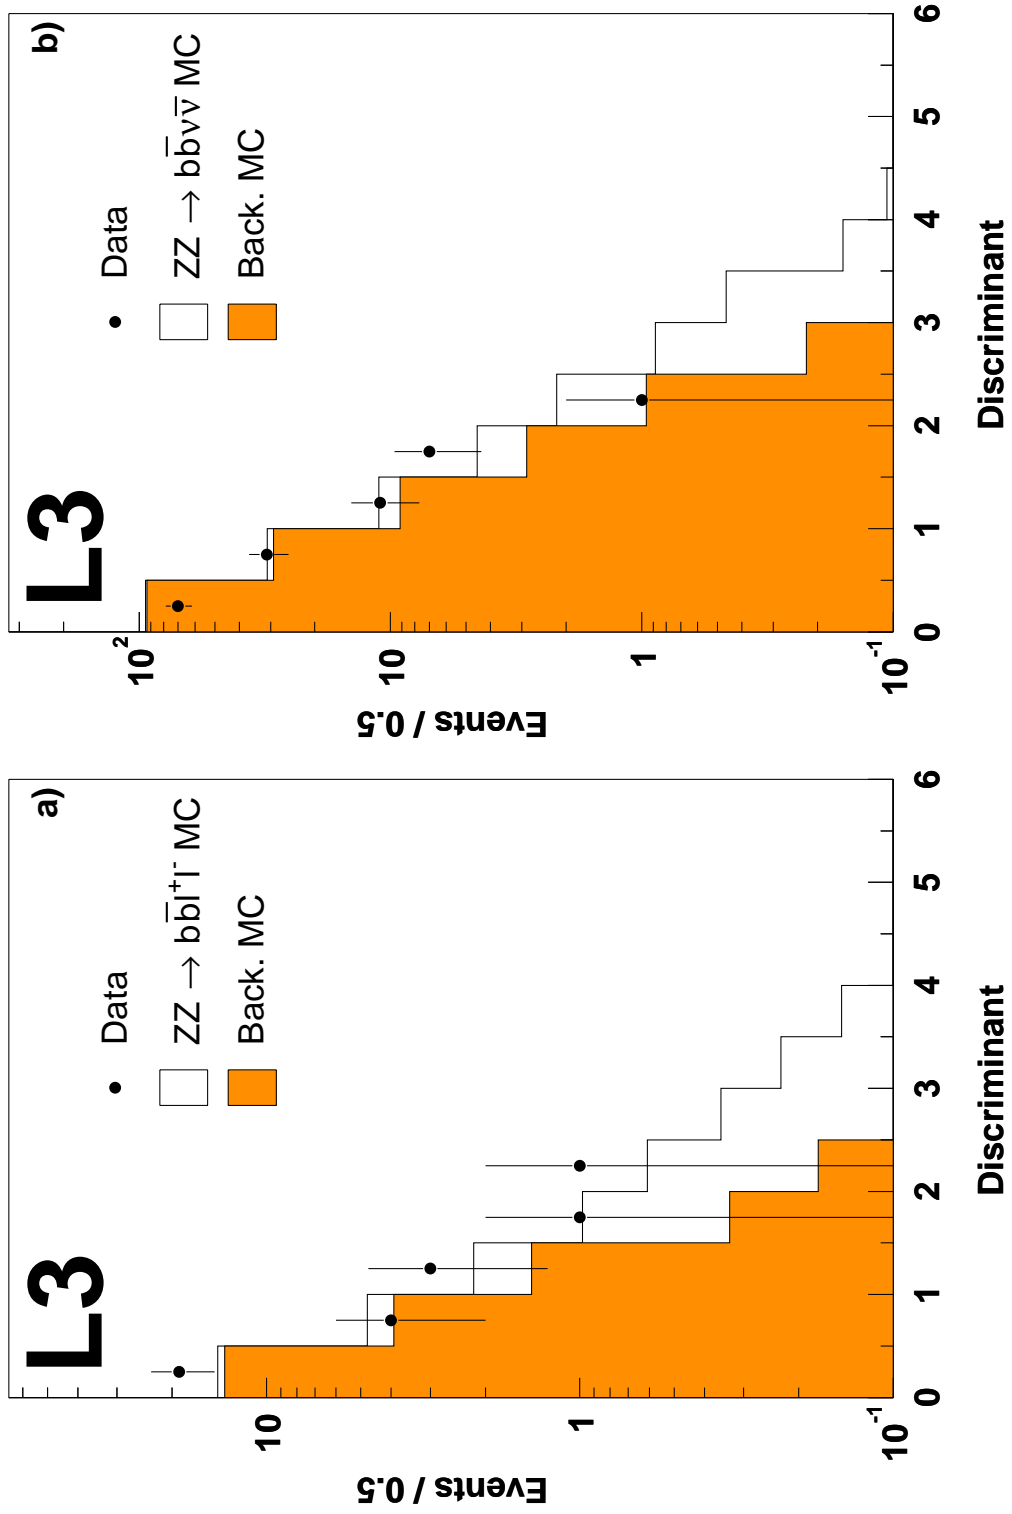 L3
a)
Data
ZZ → bb̅l⁺l⁻ MC
Back. MC
10
1
10⁻¹
0 1 2 3 4 5 6
Discriminant
Events / 0.5
L3
b)
Data
ZZ → bb̅νν̅ MC
Back. MC
10²
10
1
10⁻¹
0 1 2 3 4 5 6
Discriminant
Events / 0.5